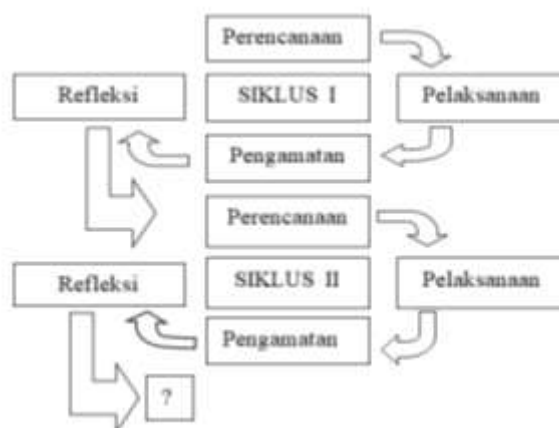 Perencanaan
Refleksi
SIKLUS I
Pelaksanaan
Pengamatan
Perencanaan
Refleksi
SIKLUS II
Pelaksanaan
Pengamatan
?